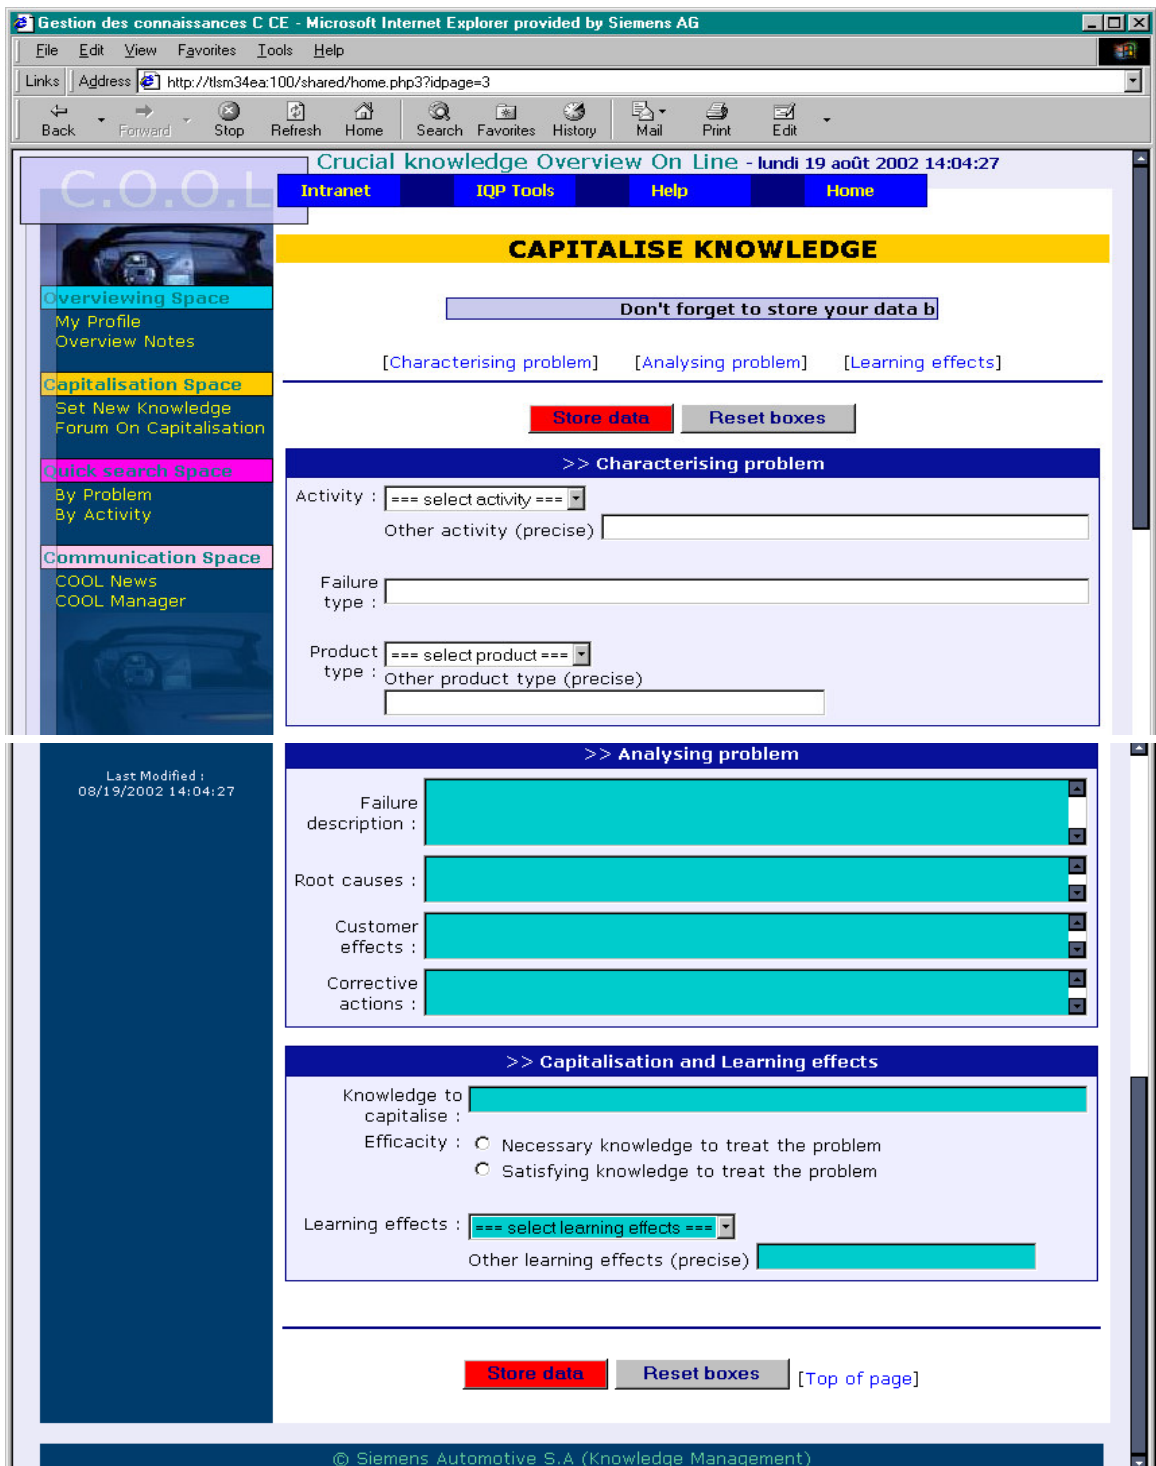 Gestion des connaissances C CE - Microsoft Internet Explorer provided by Siemens AG
File Edit View Favorites Tools Help
Links Address http://tlsm34ea:100/shared/home.php3?idpage=3
Back Forward Stop Refresh Home Search Favorites History Mail Print Edit
Crucial knowledge Overview On Line - lundi 19 août 2002 14:04:27
C.O.O.L
Intranet IQP Tools Help Home
CAPITALISE KNOWLEDGE
Don't forget to store your data b
[Characterising problem] [Analysing problem] [Learning effects]
Overviewing Space
My Profile
Overview Notes
Capitalisation Space
Set New Knowledge
Forum On Capitalisation
Quick search Space
By Problem
By Activity
Communication Space
COOL News
COOL Manager
Store data Reset boxes
>> Characterising problem
Activity : === select activity ===
Other activity (precise)
Failure
type :
Product
type : === select product ===
Other product type (precise)
Last Modified :
08/19/2002 14:04:27
>> Analysing problem
Failure
description :
Root causes :
Customer
effects :
Corrective
actions :
>> Capitalisation and Learning effects
Knowledge to
capitalise :
Efficacity : Necessary knowledge to treat the problem
Satisfying knowledge to treat the problem
Learning effects : === select learning effects ===
Other learning effects (precise)
Store data Reset boxes [Top of page]
© Siemens Automotive S.A (Knowledge Management)